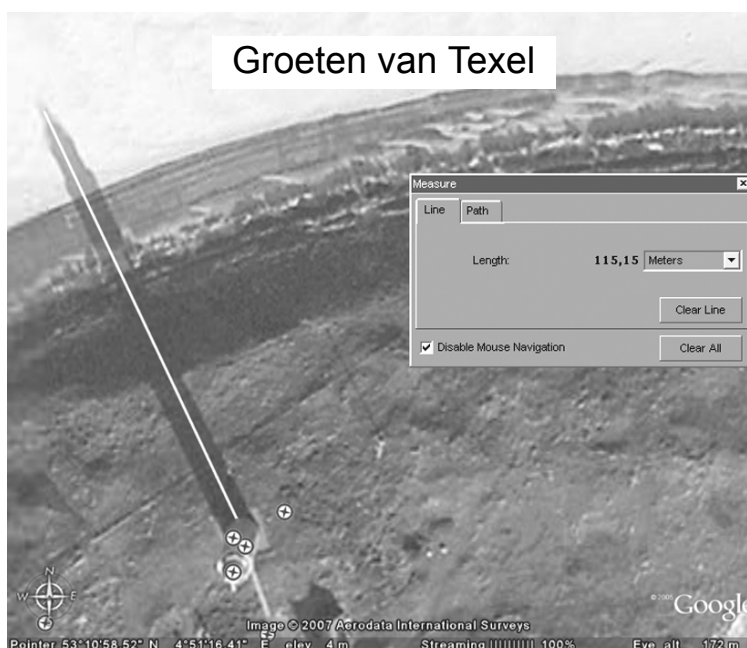 Groeten van Texel
Measure
Line Path
Length: 115,15 Meters
Clear Line
Disable Mouse Navigation
Clear All
N
W E
© 2005 Google
Image © 2007 Aerodata International Surveys
Pointer 53°10'58.52" N 4°51'16.41" E elev 4 m Streaming |||||||||| 100% Eye alt 172 m